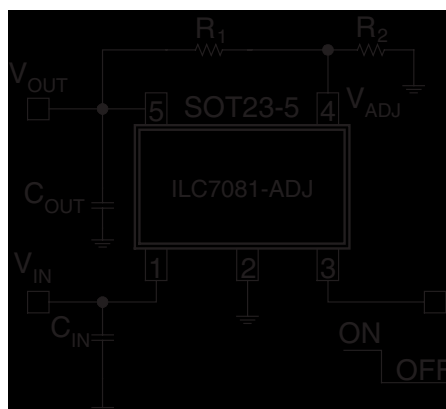 R1 R2
VOUT
5 SOT23-5 4 VADJ
COUT
ILC7081-ADJ
VIN
1 2 3
CIN
ON
OFF